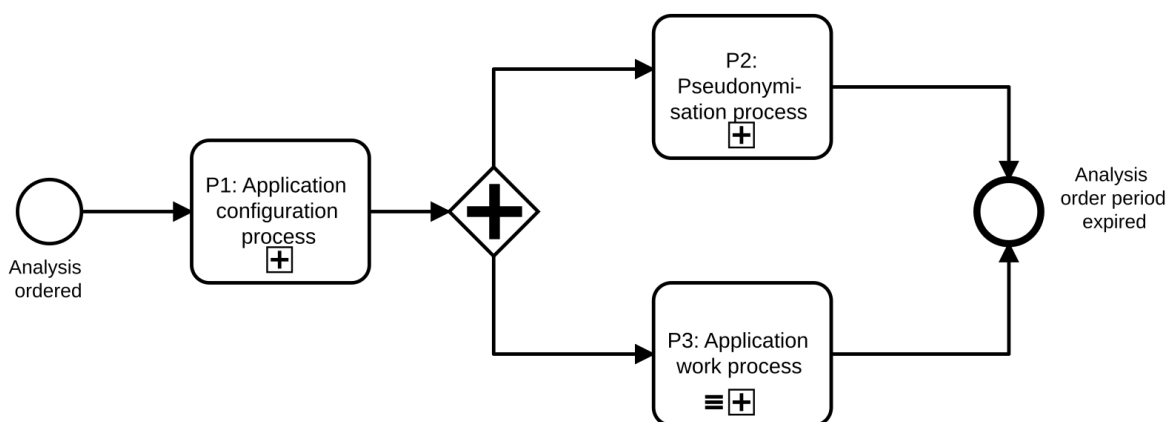 Analysis
ordered
P1: Application
configuration
process
P2:
Pseudonymi-
sation process
P3: Application
work process
Analysis
order period
expired